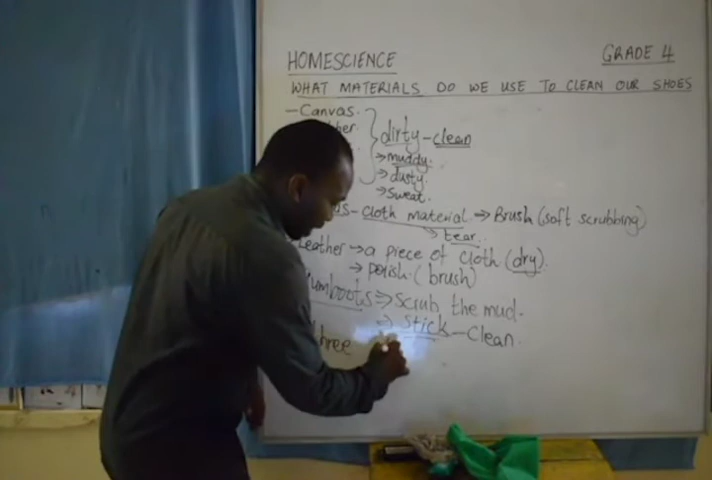 HOMESCIENCE GRADE 4
WHAT MATERIALS DO WE USE TO CLEAN OUR SHOES
- Canvas.
dirty - clean
→ muddy.
→ dusty.
→ sweat.
- cloth material → Brush (soft scrubbing)
→ tear.
Leather → a piece of cloth (dry).
→ polish. (brush)
⇒ Scrub the mud.
→ Stick - Clean.
three